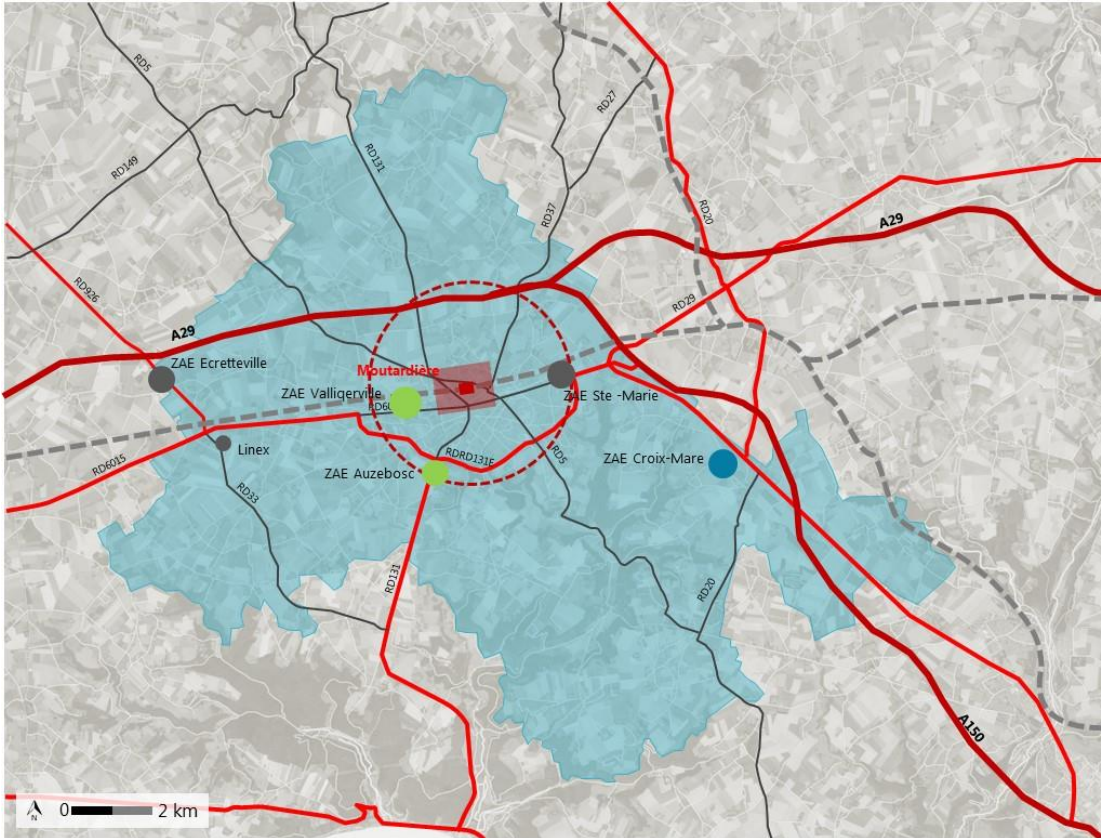 RD5
RD27
RD149
RD131
RD37
RD20
A29
RD926
RD29
A29
ZAE Ecretteville
Moutardière
ZAE Valliqerville
ZAE Ste -Marie
Linex
RDRD131E
RD5
ZAE Croix-Mare
RD6015
ZAE Auzebosc
RD33
RD131
RD20
A150
N
0 2 km